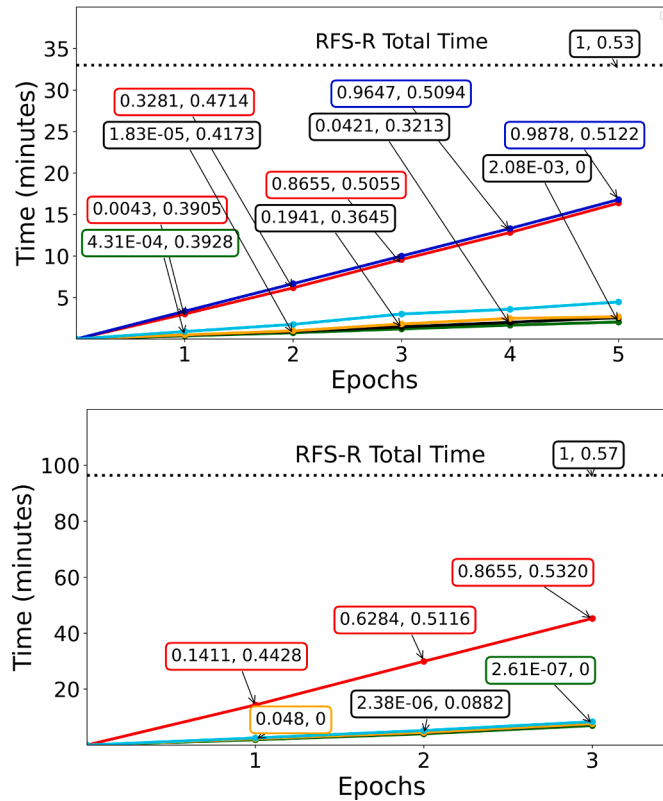 35
30
25
20
15
10
5
Time (minutes)
RFS-R Total Time
1, 0.53
0.3281, 0.4714
1.83E-05, 0.4173
0.9647, 0.5094
0.0421, 0.3213
0.9878, 0.5122
2.08E-03, 0
0.0043, 0.3905
4.31E-04, 0.3928
0.8655, 0.5055
0.1941, 0.3645
1 2 3 4 5
Epochs
100
80
60
40
20
Time (minutes)
RFS-R Total Time
1, 0.57
0.8655, 0.5320
0.6284, 0.5116
0.1411, 0.4428
2.61E-07, 0
2.38E-06, 0.0882
0.048, 0
1 2 3
Epochs